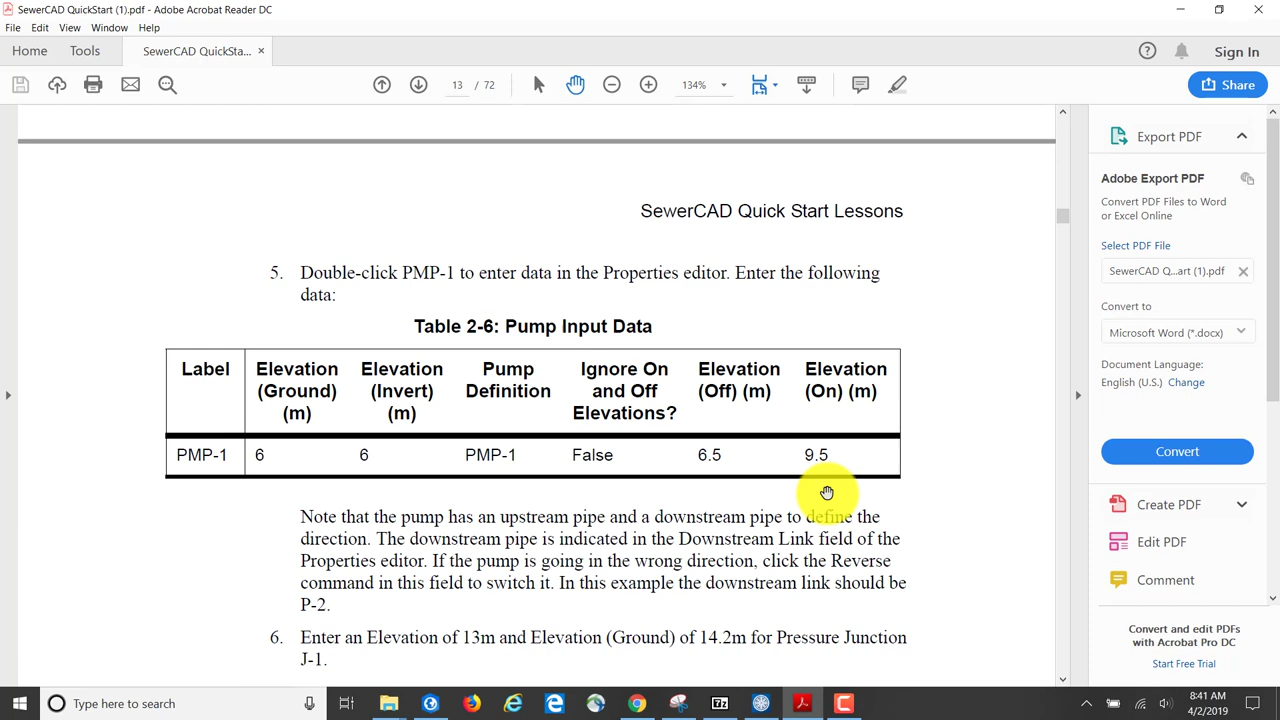 SewerCAD QuickStart (1).pdf - Adobe Acrobat Reader DC
File Edit View Window Help
Home Tools SewerCAD QuickSta... × Sign In
13 / 72 134% Share
Export PDF
Adobe Export PDF
Convert PDF Files to Word
or Excel Online
Select PDF File
SewerCAD Q...art (1).pdf
Convert to
Microsoft Word (*.docx)
Document Language:
English (U.S.) Change
Convert
Create PDF
Edit PDF
Comment
Convert and edit PDFs
with Acrobat Pro DC
Start Free Trial
SewerCAD Quick Start Lessons
5. Double-click PMP-1 to enter data in the Properties editor. Enter the following
data:
Table 2-6: Pump Input Data
Label Elevation (Ground) (m) Elevation (Invert) (m) Pump Definition Ignore On and Off Elevations? Elevation (Off) (m) Elevation (On) (m)
PMP-1 6 6 PMP-1 False 6.5 9.5
Note that the pump has an upstream pipe and a downstream pipe to define the
direction. The downstream pipe is indicated in the Downstream Link field of the
Properties editor. If the pump is going in the wrong direction, click the Reverse
command in this field to switch it. In this example the downstream link should be
P-2.
6. Enter an Elevation of 13m and Elevation (Ground) of 14.2m for Pressure Junction
J-1.
Type here to search
8:41 AM
4/2/2019